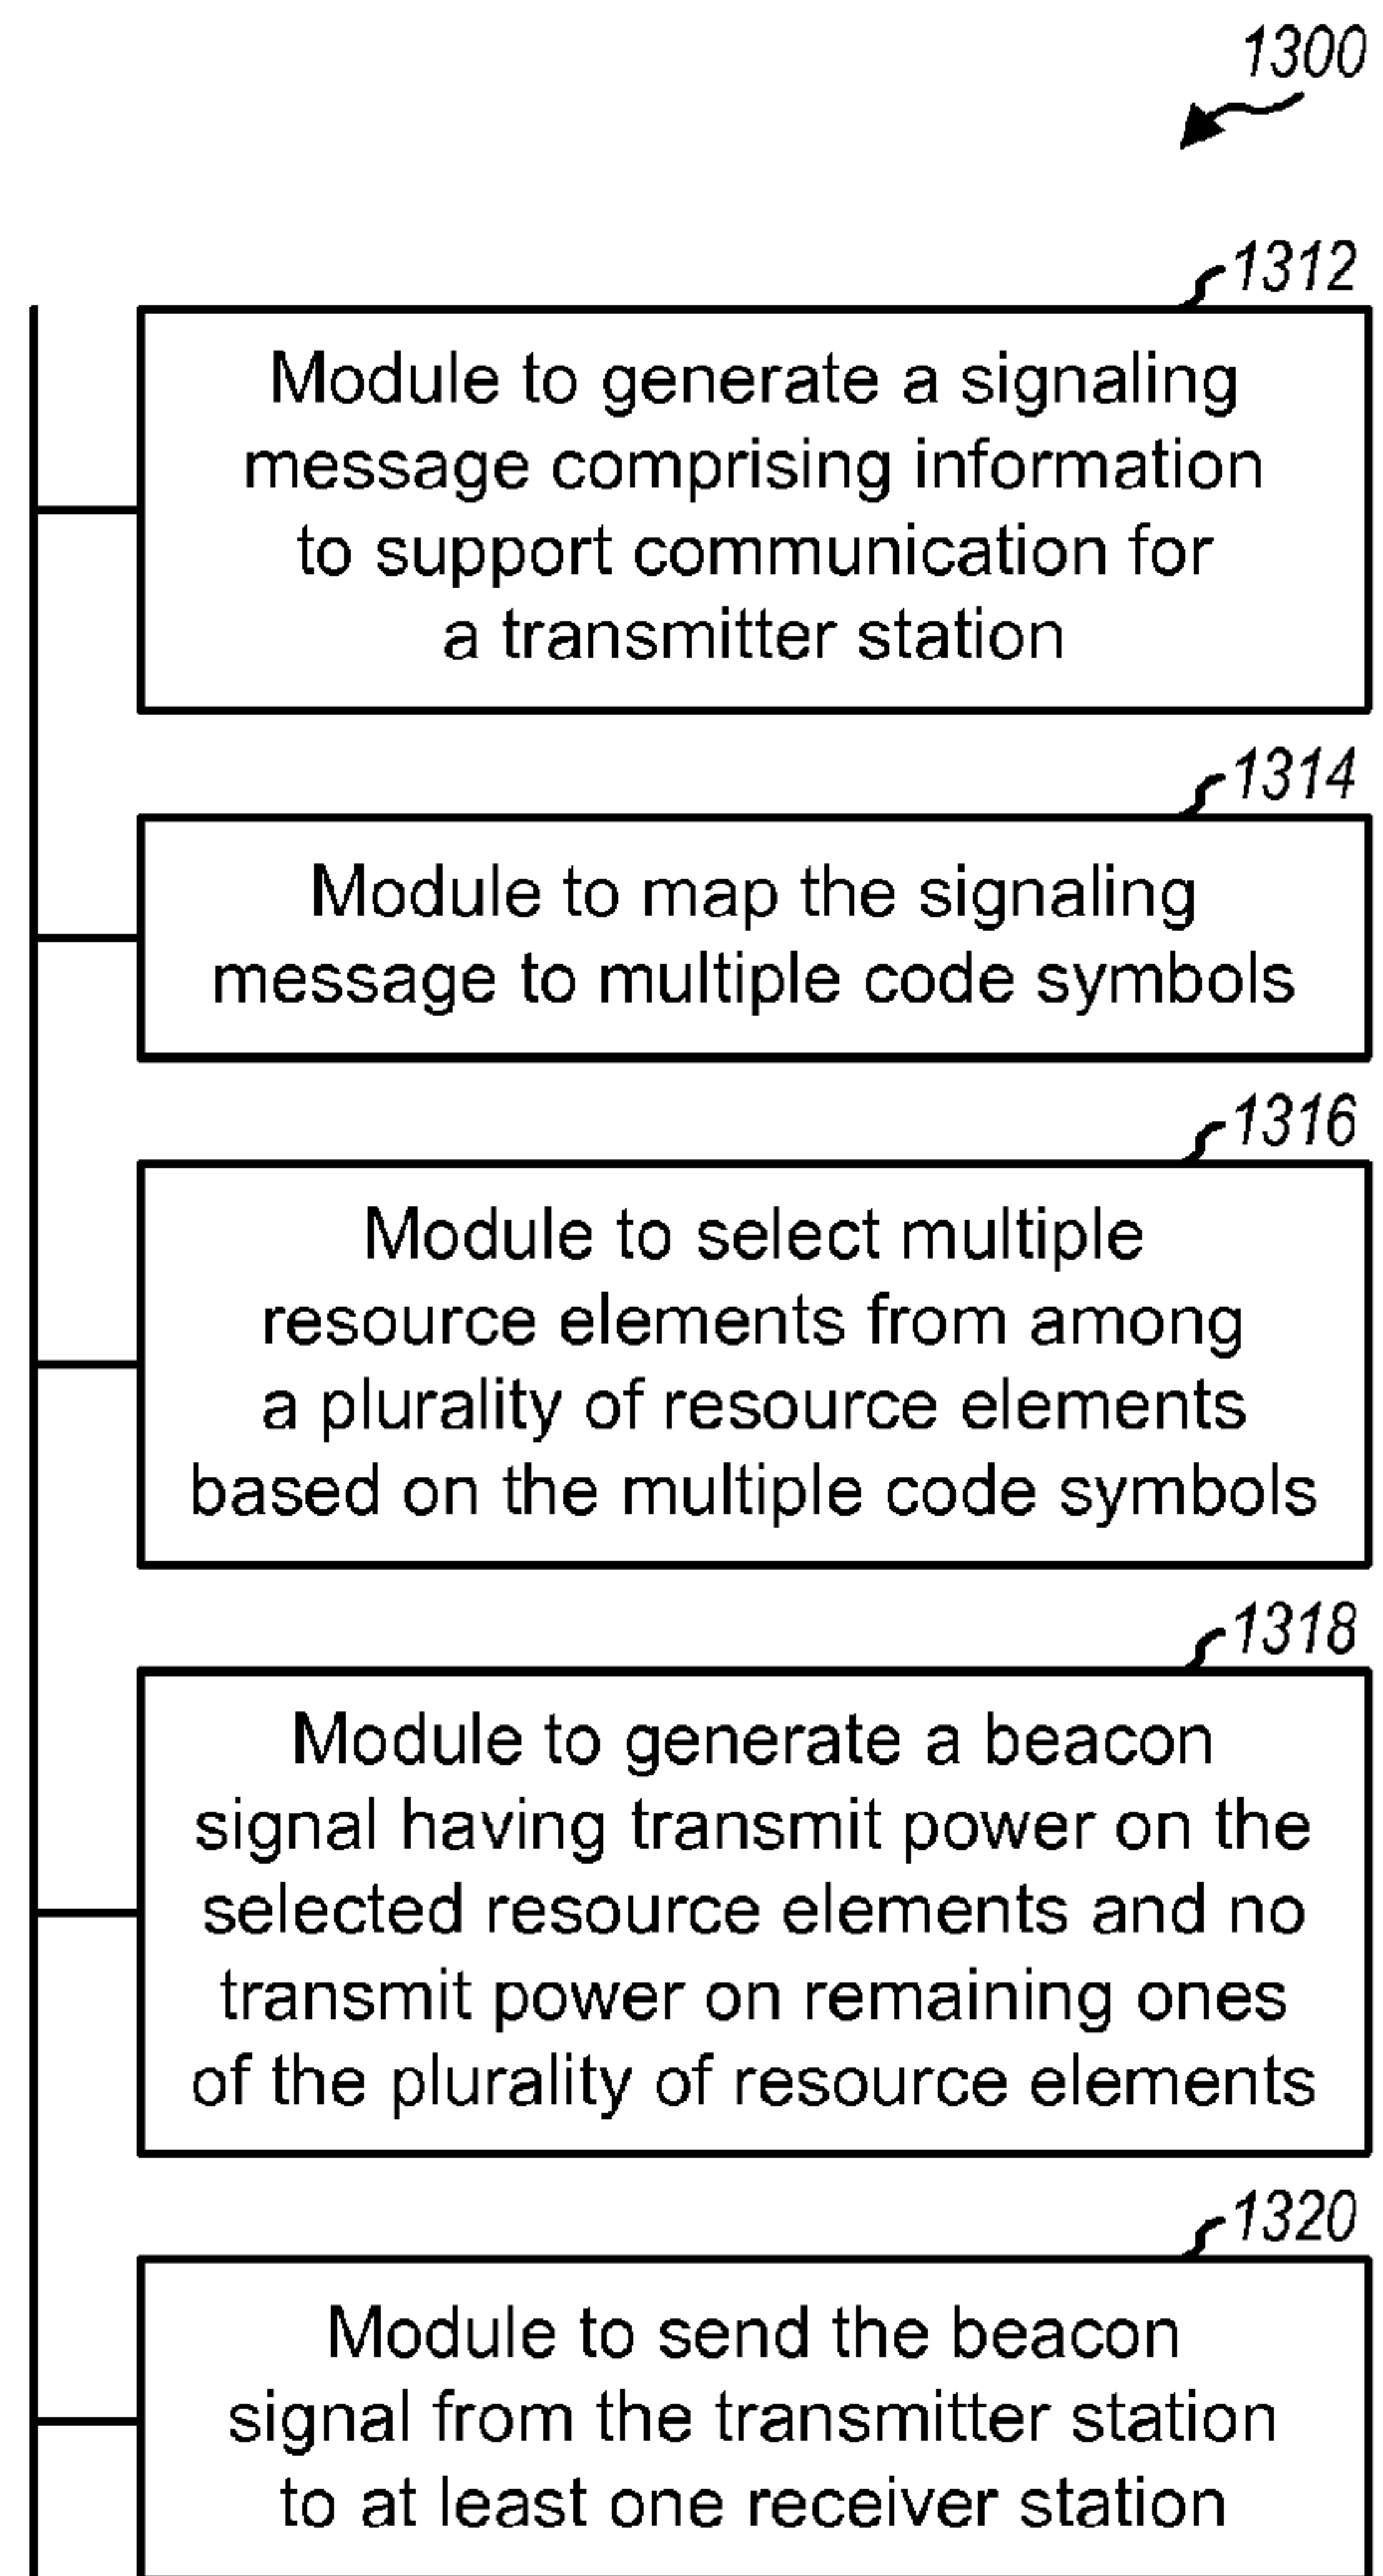 1300
1312
Module to generate a signaling
message comprising information
to support communication for
a transmitter station
1314
Module to map the signaling
message to multiple code symbols
1316
Module to select multiple
resource elements from among
a plurality of resource elements
based on the multiple code symbols
1318
Module to generate a beacon
signal having transmit power on the
selected resource elements and no
transmit power on remaining ones
of the plurality of resource elements
1320
Module to send the beacon
signal from the transmitter station
to at least one receiver station